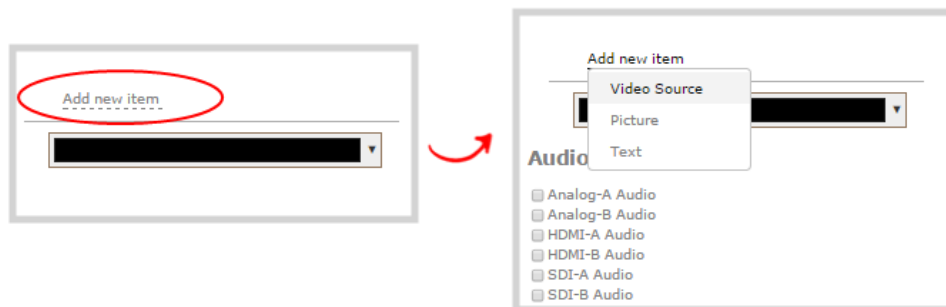 Add new item
Add new item
Video Source
Picture
Text
Audio
Analog-A Audio
Analog-B Audio
HDMI-A Audio
HDMI-B Audio
SDI-A Audio
SDI-B Audio